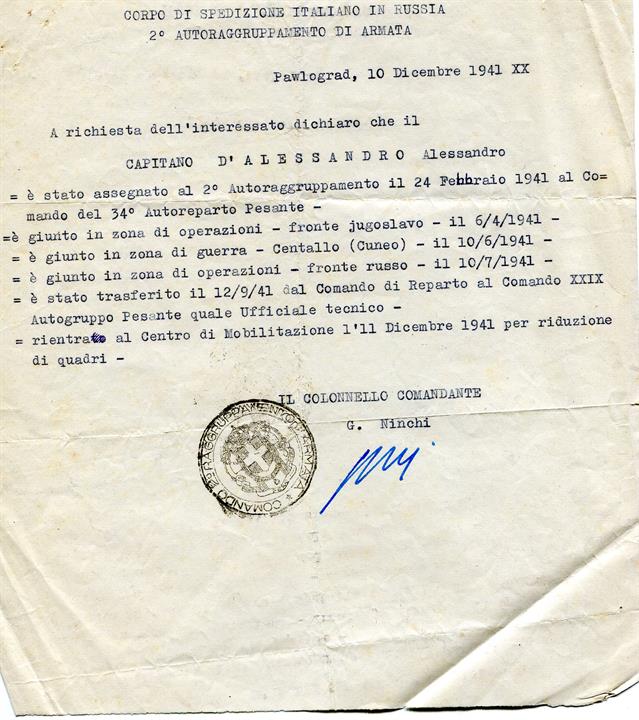 CORPO DI SPEDIZIONE ITALIANO IN RUSSIA
2° AUTORAGGRUPPAMENTO DI ARMATA
Pawlograd, 10 Dicembre 1941 XX
A richiesta dell'interessato dichiaro che il
CAPITANO D'ALESSANDRO Alessandro
= è stato assegnato al 2° Autoraggruppamento il 24 Febbraio 1941 al Co=
mando del 34° Autoreparto Pesante -
=è giunto in zona di operazioni - fronte jugoslavo - il 6/4/1941 -
= è giunto in zona di guerra - Centallo (Cuneo) - il 10/6/1941 -
= è giunto in zona di operazioni - fronte russo - il 10/7/1941 -
= è stato trasferito il 12/9/41 dal Comando di Reparto al Comando XXIX
Autogruppo Pesante quale Ufficiale tecnico -
= rientrato al Centro di Mobilitazione l'11 Dicembre 1941 per riduzione
di quadri -
IL COLONNELLO COMANDANTE
G. Ninchi
COMANDO